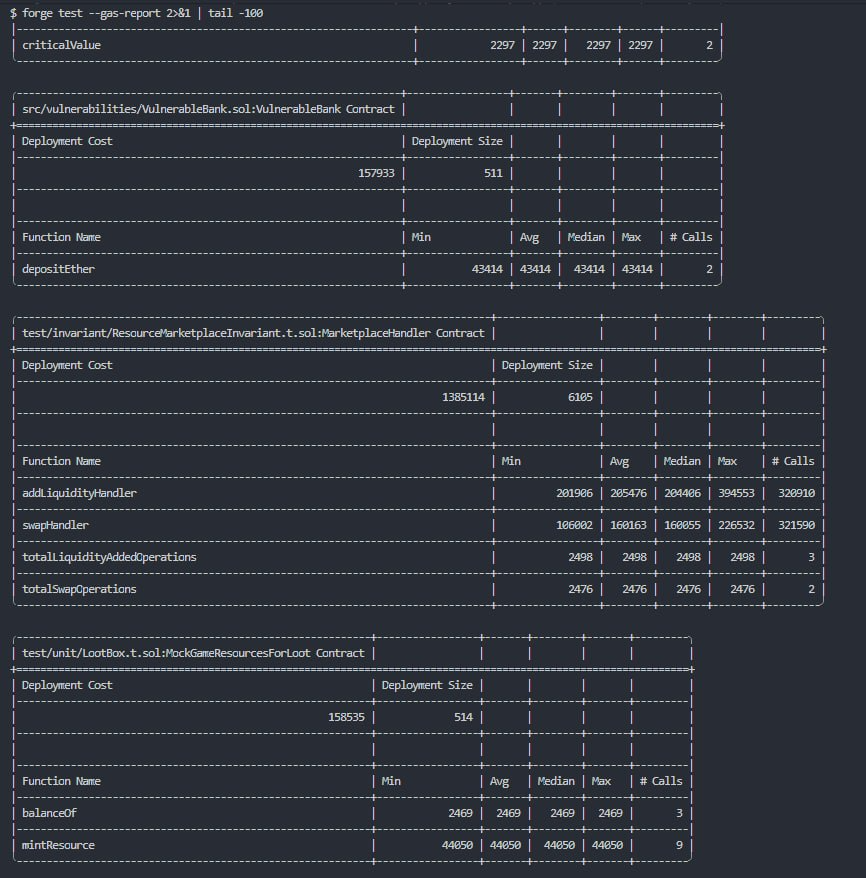 $ forge test --gas-report 2>&1 | tail -100
| criticalValue | 2297 | 2297 | 2297 | 2297 | 2 |
| src/vulnerabilities/VulnerableBank.sol:VulnerableBank Contract | | | | | |
| Deployment Cost | Deployment Size | | | | |
| 157933 | 511 | | | | |
| | | | | | |
| Function Name | Min | Avg | Median | Max | # Calls |
| depositEther | 43414 | 43414 | 43414 | 43414 | 2 |
| test/invariant/ResourceMarketplaceInvariant.t.sol:MarketplaceHandler Contract | | | | | |
| Deployment Cost | Deployment Size | | | | |
| 1385114 | 6105 | | | | |
| | | | | | |
| Function Name | Min | Avg | Median | Max | # Calls |
| addLiquidityHandler | 201906 | 205476 | 204406 | 394553 | 320910 |
| swapHandler | 106002 | 160163 | 160055 | 226532 | 321590 |
| totalLiquidityAddedOperations | 2498 | 2498 | 2498 | 2498 | 3 |
| totalSwapOperations | 2476 | 2476 | 2476 | 2476 | 2 |
| test/unit/LootBox.t.sol:MockGameResourcesForLoot Contract | | | | | |
| Deployment Cost | Deployment Size | | | | |
| 158535 | 514 | | | | |
| | | | | | |
| Function Name | Min | Avg | Median | Max | # Calls |
| balanceOf | 2469 | 2469 | 2469 | 2469 | 3 |
| mintResource | 44050 | 44050 | 44050 | 44050 | 9 |